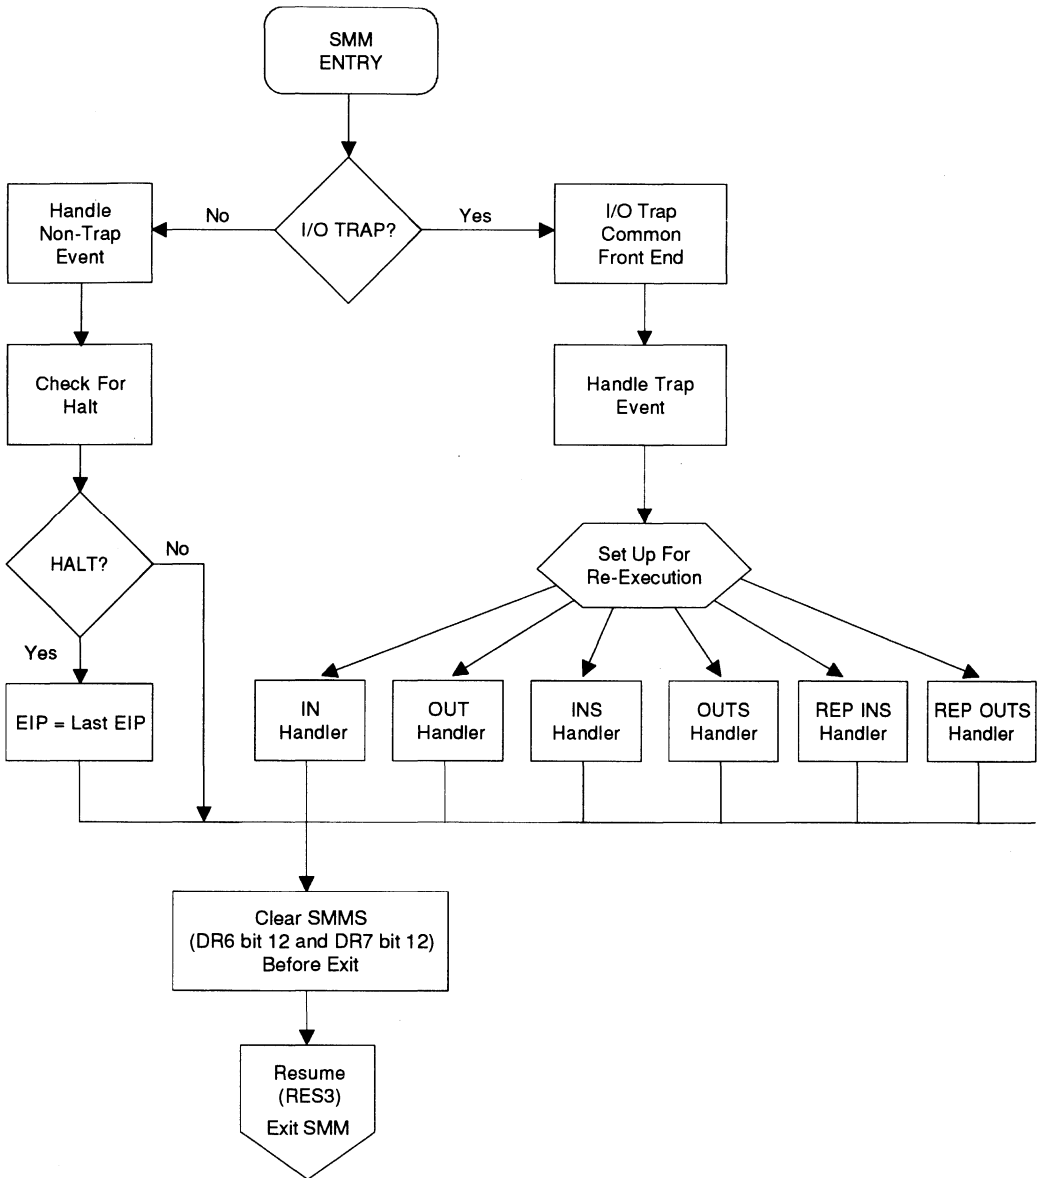 SMM
ENTRY
Handle
Non-Trap
Event
No
I/O TRAP?
Yes
I/O Trap
Common
Front End
Check For
Halt
Handle Trap
Event
HALT?
No
Set Up For
Re-Execution
Yes
EIP = Last EIP
IN
Handler
OUT
Handler
INS
Handler
OUTS
Handler
REP INS
Handler
REP OUTS
Handler
Clear SMMS
(DR6 bit 12 and DR7 bit 12)
Before Exit
Resume
(RES3)
Exit SMM